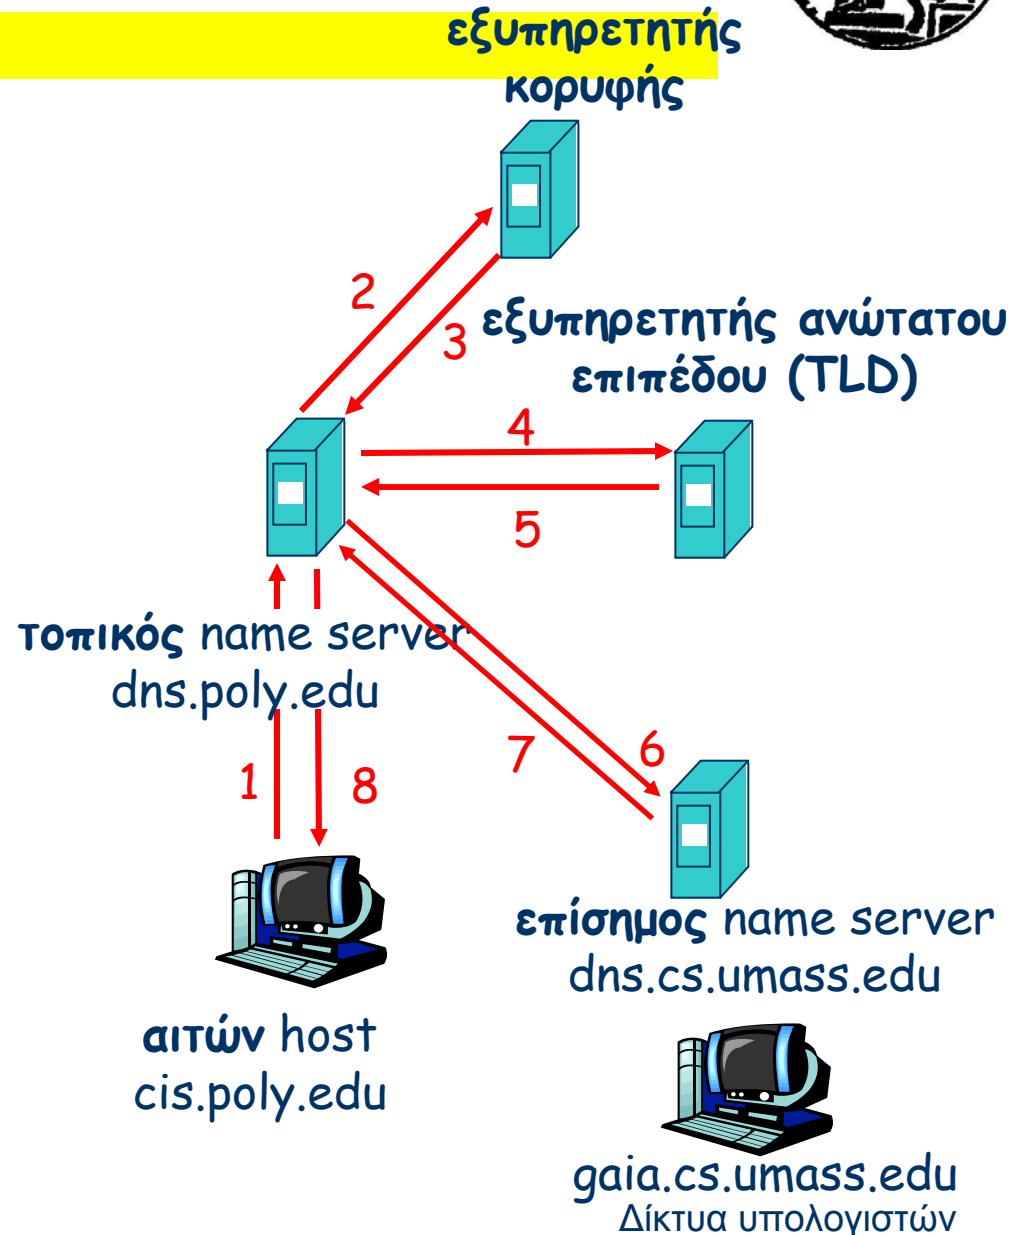 εξυπηρετητής
κορυφής
2
3
εξυπηρετητής ανώτατου
επιπέδου (TLD)
4
5
τοπικός name server
dns.poly.edu
7
6
1
8
επίσημος name server
dns.cs.umass.edu
αιτών host
cis.poly.edu
gaia.cs.umass.edu
Δίκτυα υπολογιστών